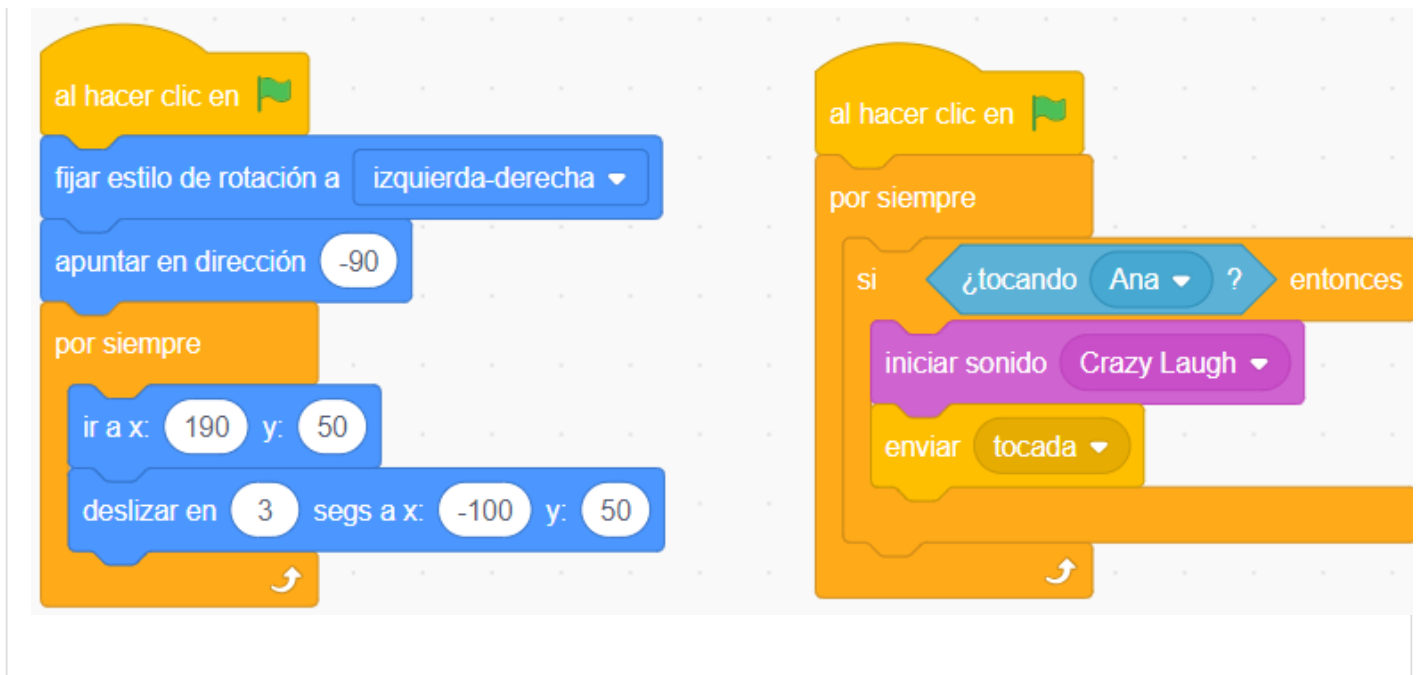 al hacer clic en
fijar estilo de rotación a izquierda-derecha
apuntar en dirección -90
por siempre
ir a x: 190 y: 50
deslizar en 3 segs a x: -100 y: 50
al hacer clic en
por siempre
si ¿tocando Ana ? entonces
iniciar sonido Crazy Laugh
enviar tocada